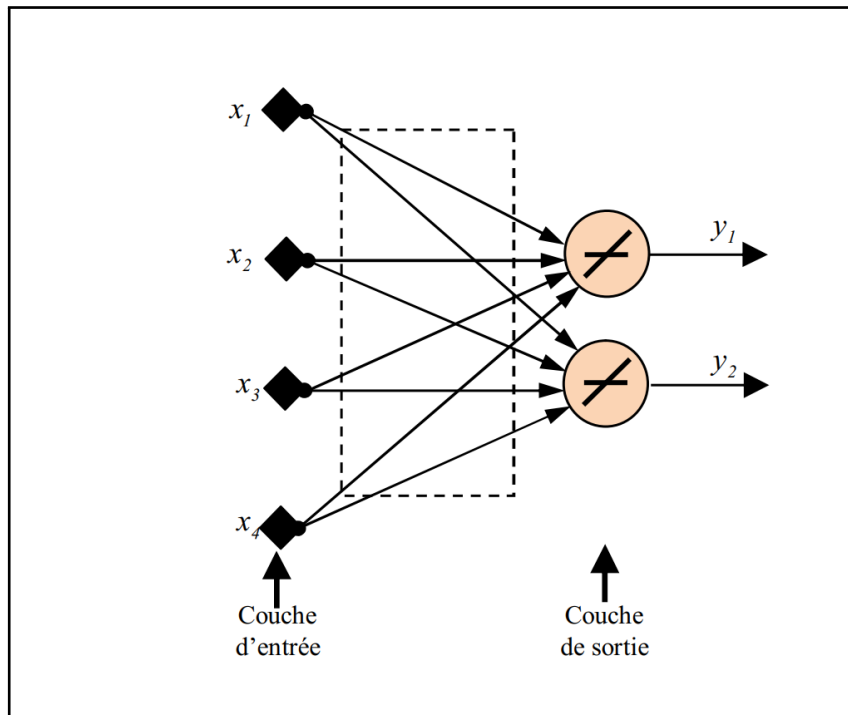 x1
x2
x3
x4
y1
y2
Couche
d'entrée
Couche
de sortie